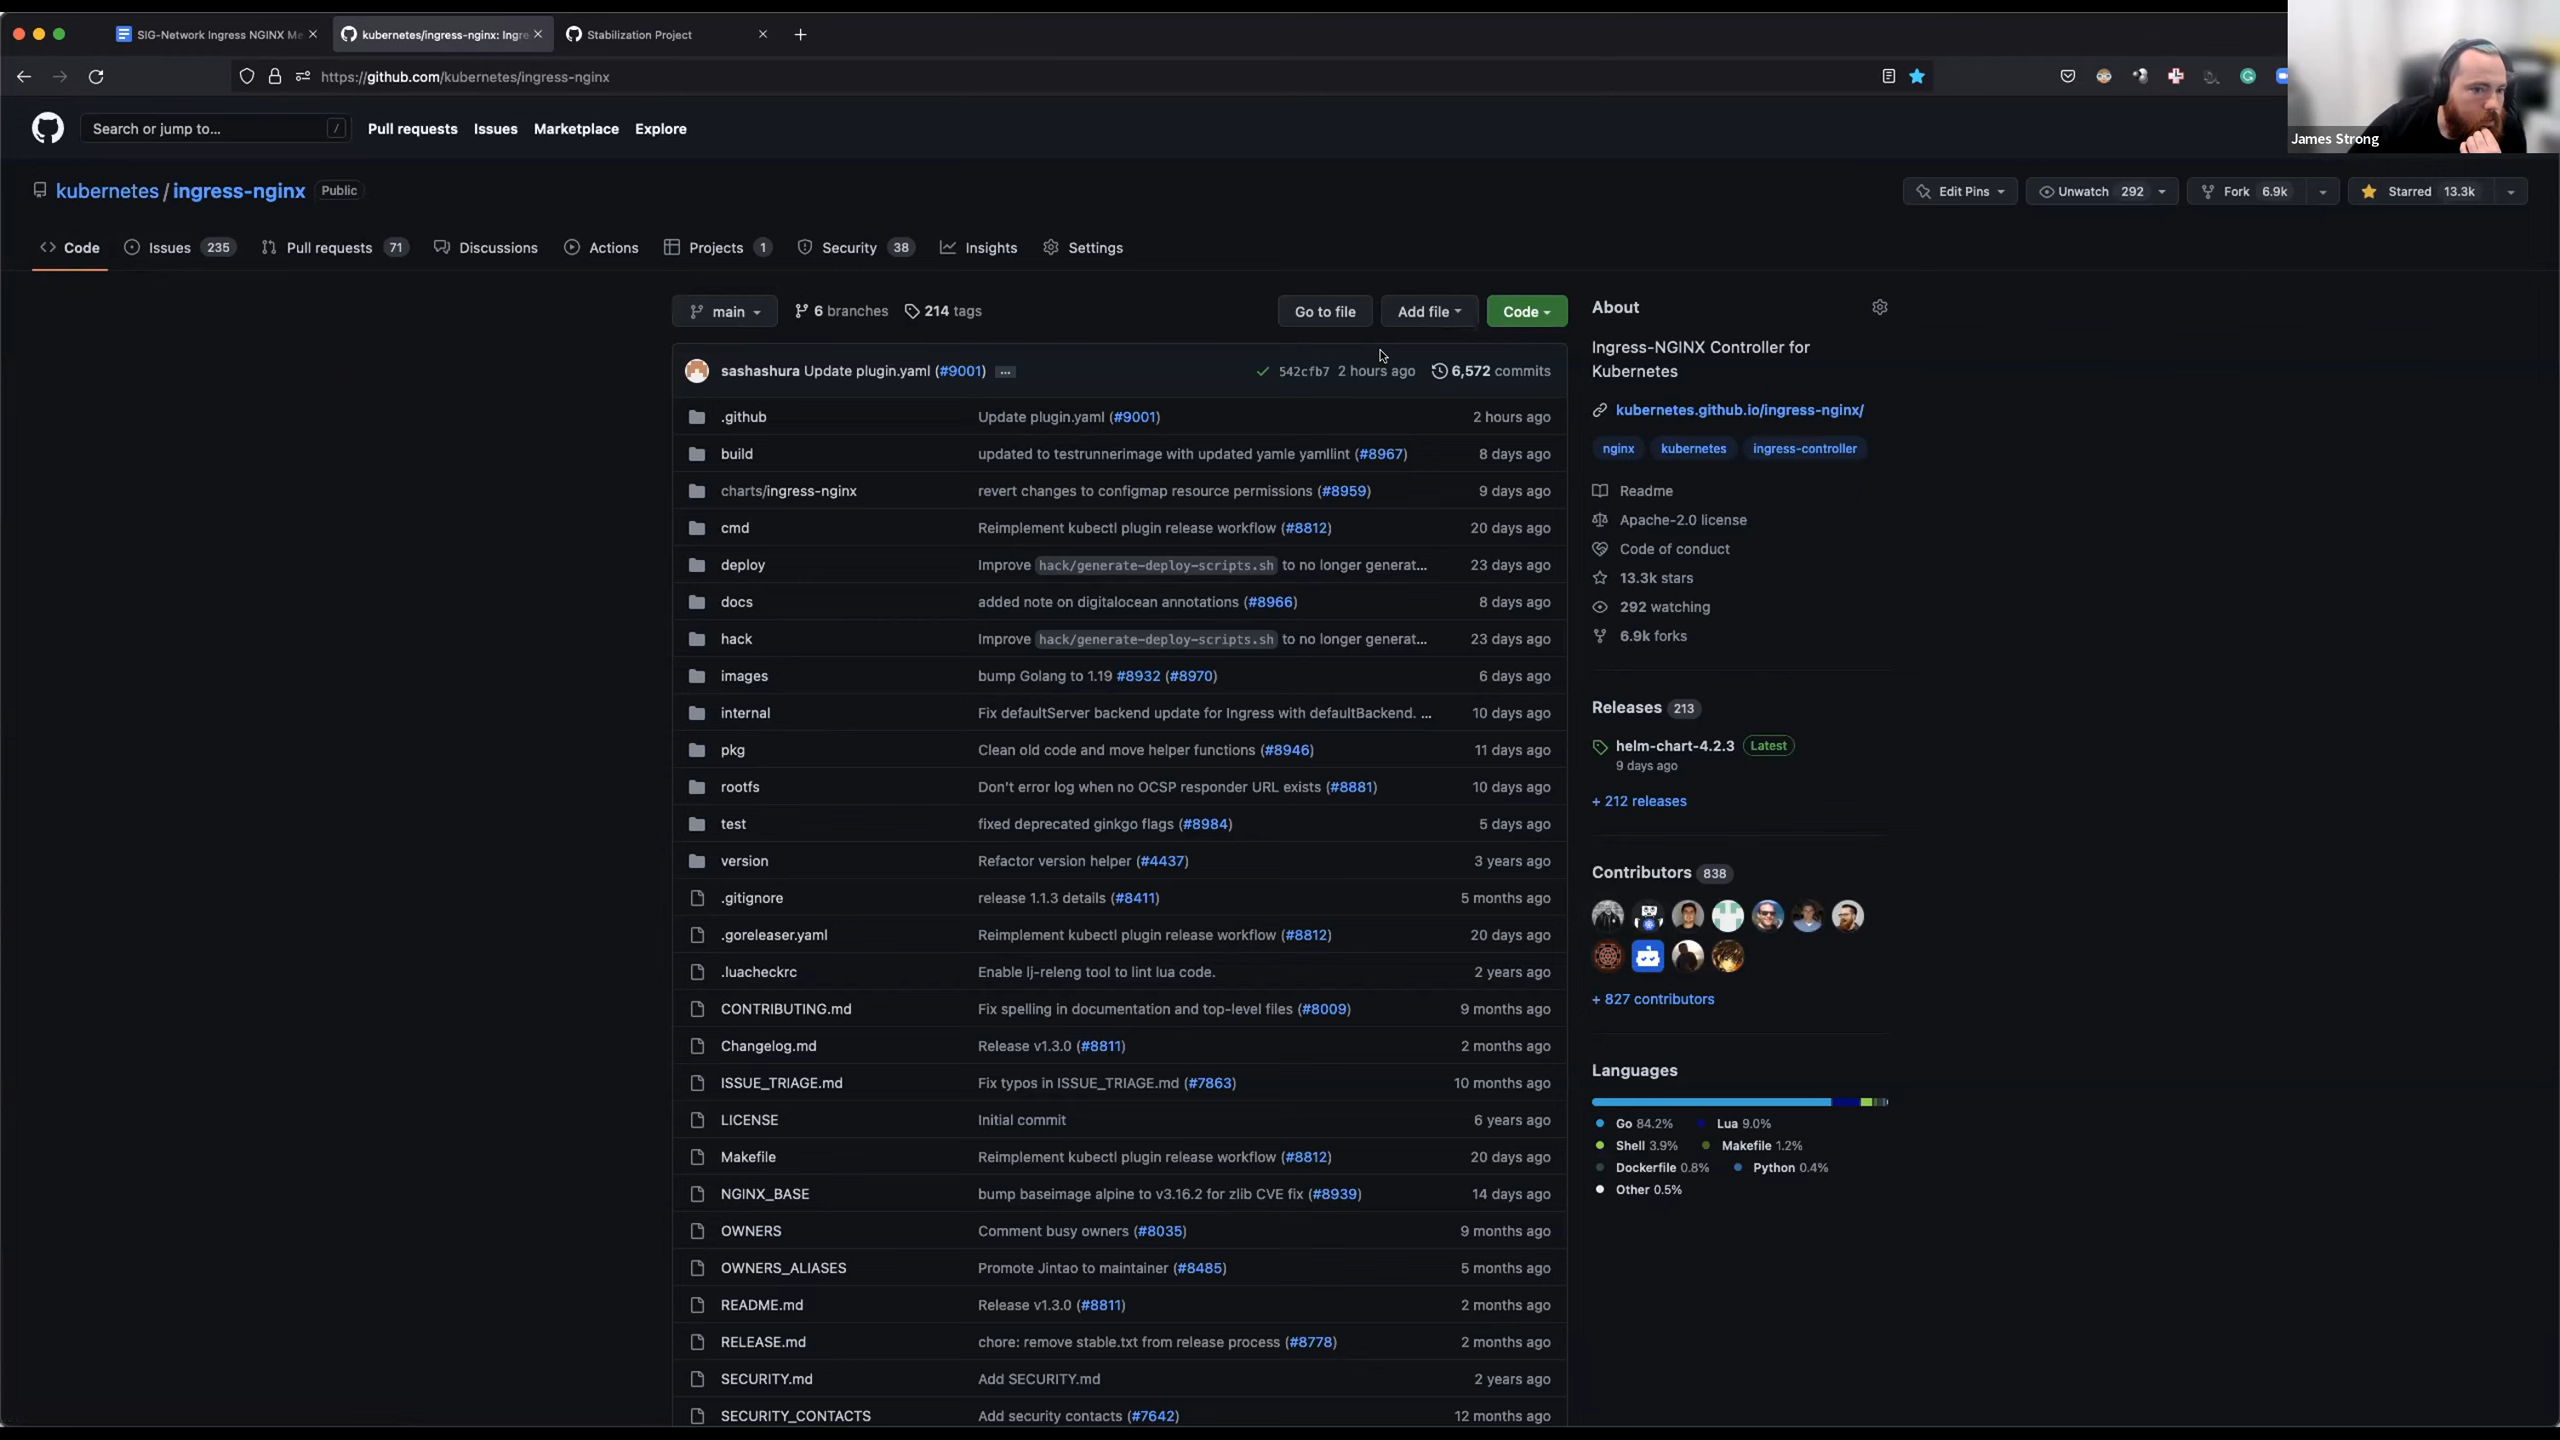 SIG-Network Ingress NGINX Me
kubernetes/ingress-nginx: Ingre
Stabilization Project
https://github.com/kubernetes/ingress-nginx
James Strong
Search or jump to... /
Pull requests Issues Marketplace Explore
kubernetes / ingress-nginx Public
Edit Pins Unwatch 292 Fork 6.9k Starred 13.3k
Code Issues 235 Pull requests 71 Discussions Actions Projects 1 Security 38 Insights Settings
main 6 branches 214 tags Go to file Add file Code
sashashura Update plugin.yaml (#9001) ... 542cfb7 2 hours ago 6,572 commits
.github Update plugin.yaml (#9001) 2 hours ago
build updated to testrunnerimage with updated yamle yamllint (#8967) 8 days ago
charts/ingress-nginx revert changes to configmap resource permissions (#8959) 9 days ago
cmd Reimplement kubectl plugin release workflow (#8812) 20 days ago
deploy Improve hack/generate-deploy-scripts.sh to no longer generat... 23 days ago
docs added note on digitalocean annotations (#8966) 8 days ago
hack Improve hack/generate-deploy-scripts.sh to no longer generat... 23 days ago
images bump Golang to 1.19 #8932 (#8970) 6 days ago
internal Fix defaultServer backend update for Ingress with defaultBackend. ... 10 days ago
pkg Clean old code and move helper functions (#8946) 11 days ago
rootfs Don't error log when no OCSP responder URL exists (#8881) 10 days ago
test fixed deprecated ginkgo flags (#8984) 5 days ago
version Refactor version helper (#4437) 3 years ago
.gitignore release 1.1.3 details (#8411) 5 months ago
.goreleaser.yaml Reimplement kubectl plugin release workflow (#8812) 20 days ago
.luacheckrc Enable lj-releng tool to lint lua code. 2 years ago
CONTRIBUTING.md Fix spelling in documentation and top-level files (#8009) 9 months ago
Changelog.md Release v1.3.0 (#8811) 2 months ago
ISSUE_TRIAGE.md Fix typos in ISSUE_TRIAGE.md (#7863) 10 months ago
LICENSE Initial commit 6 years ago
Makefile Reimplement kubectl plugin release workflow (#8812) 20 days ago
NGINX_BASE bump baseimage alpine to v3.16.2 for zlib CVE fix (#8939) 14 days ago
OWNERS Comment busy owners (#8035) 9 months ago
OWNERS_ALIASES Promote Jintao to maintainer (#8485) 5 months ago
README.md Release v1.3.0 (#8811) 2 months ago
RELEASE.md chore: remove stable.txt from release process (#8778) 2 months ago
SECURITY.md Add SECURITY.md 2 years ago
SECURITY_CONTACTS Add security contacts (#7642) 12 months ago
About
Ingress-NGINX Controller for
Kubernetes
kubernetes.github.io/ingress-nginx/
nginx kubernetes ingress-controller
Readme
Apache-2.0 license
Code of conduct
13.3k stars
292 watching
6.9k forks
Releases 213
helm-chart-4.2.3 Latest
9 days ago
+ 212 releases
Contributors 838
+ 827 contributors
Languages
Go 84.2% Lua 9.0%
Shell 3.9% Makefile 1.2%
Dockerfile 0.8% Python 0.4%
Other 0.5%